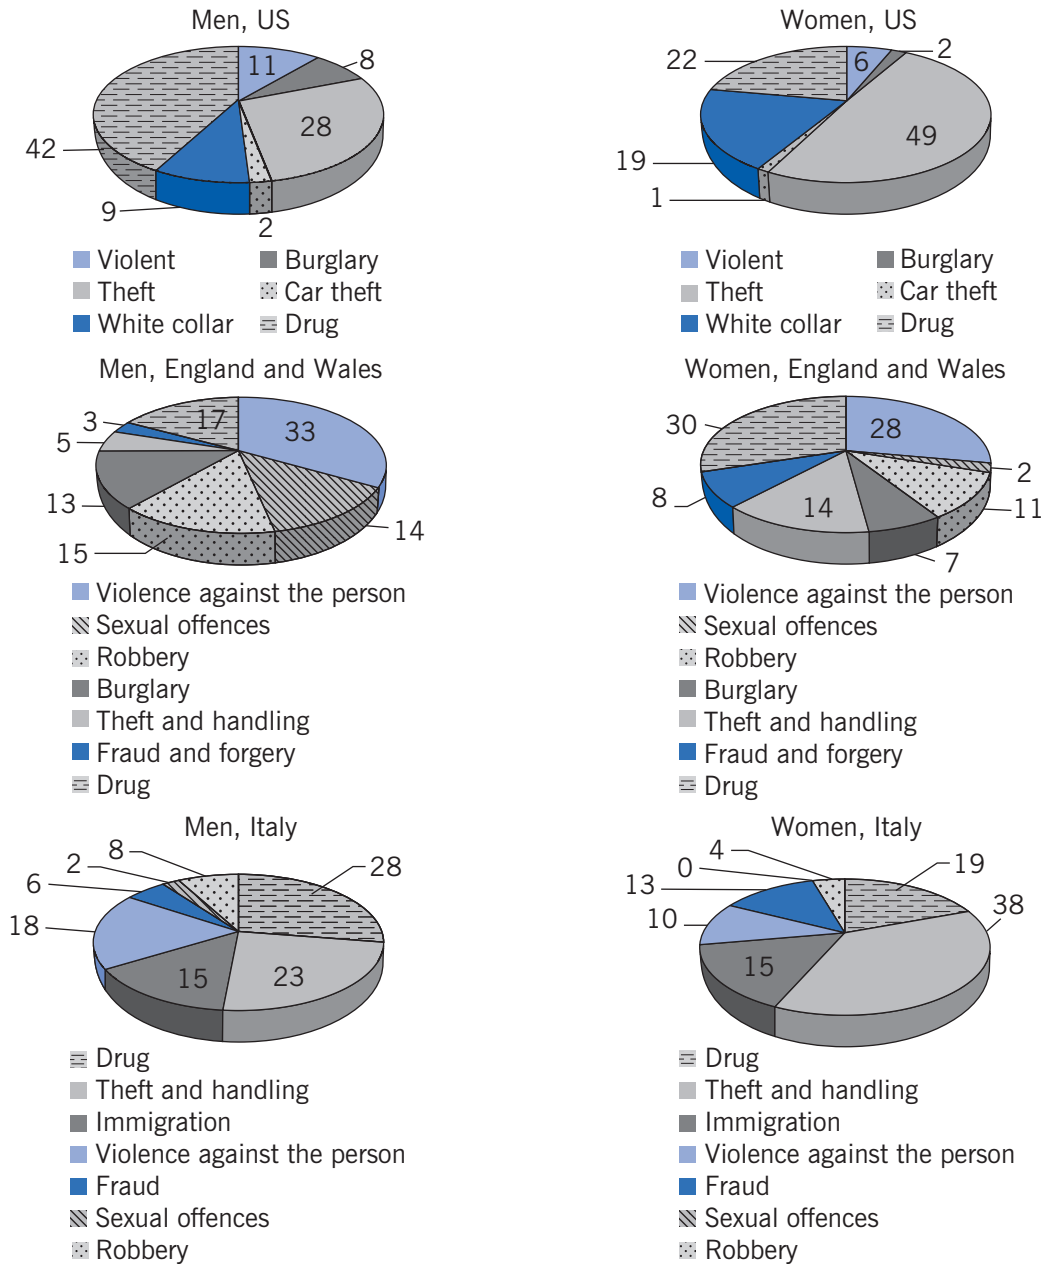 Men, US
11
8
28
42
9
2
Violent
Burglary
Theft
Car theft
White collar
Drug
Women, US
6
2
22
49
19
1
Violent
Burglary
Theft
Car theft
White collar
Drug
Men, England and Wales
3
17
33
5
13
14
15
Violence against the person
Sexual offences
Robbery
Burglary
Theft and handling
Fraud and forgery
Drug
Women, England and Wales
30
28
2
8
14
11
7
Violence against the person
Sexual offences
Robbery
Burglary
Theft and handling
Fraud and forgery
Drug
Men, Italy
8
2
28
6
18
15
23
Drug
Theft and handling
Immigration
Violence against the person
Fraud
Sexual offences
Robbery
Women, Italy
4
0
19
13
38
10
15
Drug
Theft and handling
Immigration
Violence against the person
Fraud
Sexual offences
Robbery